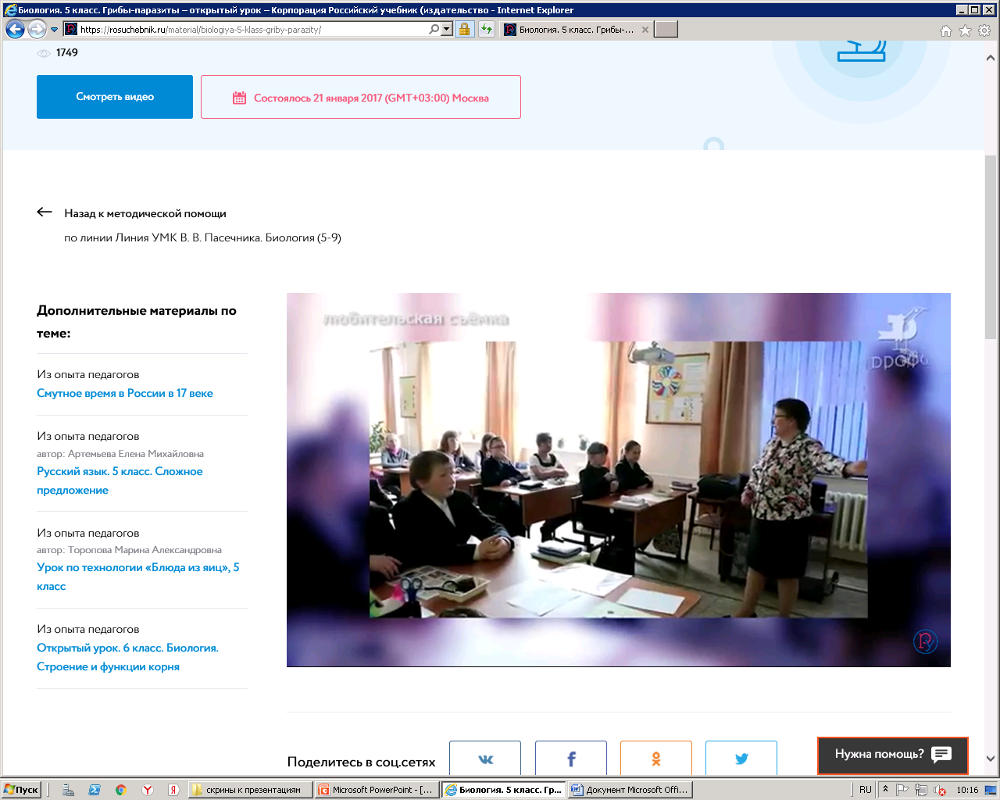 Биология. 5 класс. Грибы-паразиты – открытый урок – Корпорация Российский учебник (издательство - Internet Explorer
https://rosuchebnik.ru/material/biologiya-5-klass-griby-parazity/
Биология. 5 класс. Грибы-...
1749
Смотреть видео
Состоялось 21 января 2017 (GMT+03:00) Москва
Назад к методической помощи
по линии Линия УМК В. В. Пасечника. Биология (5-9)
Дополнительные материалы по
теме:
Из опыта педагогов
Смутное время в России в 17 веке
Из опыта педагогов
автор: Артемьева Елена Михайловна
Русский язык. 5 класс. Сложное
предложение
Из опыта педагогов
автор: Торопова Марина Александровна
Урок по технологии «Блюда из яиц», 5
класс
Из опыта педагогов
Открытый урок. 6 класс. Биология.
Строение и функции корня
любительская съёмка
дрофа
Поделитесь в соц.сетях
Нужна помощь?
Пуск
скрины к презентациям
Microsoft PowerPoint - [...
Биология. 5 класс. Гр...
Документ Microsoft Offi...
RU
10:16